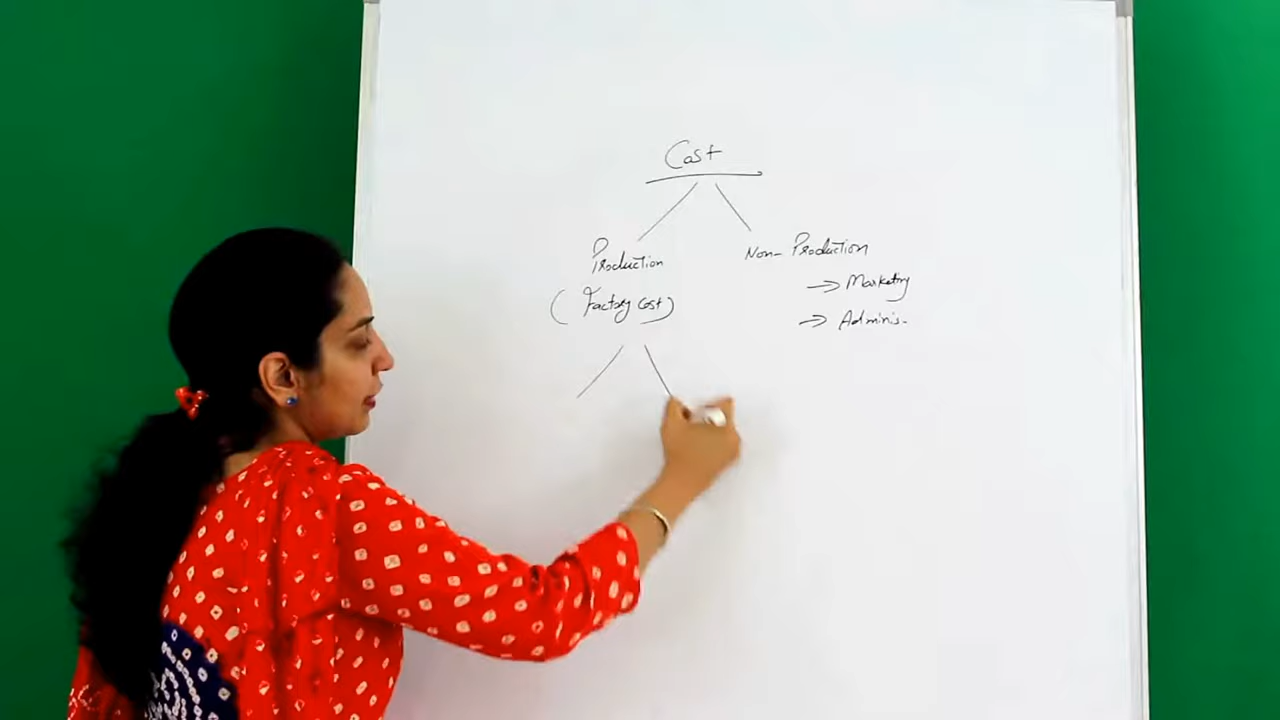 Cost
Production
(Factory Cost)
Non-Production
→ Marketing
→ Adminis.